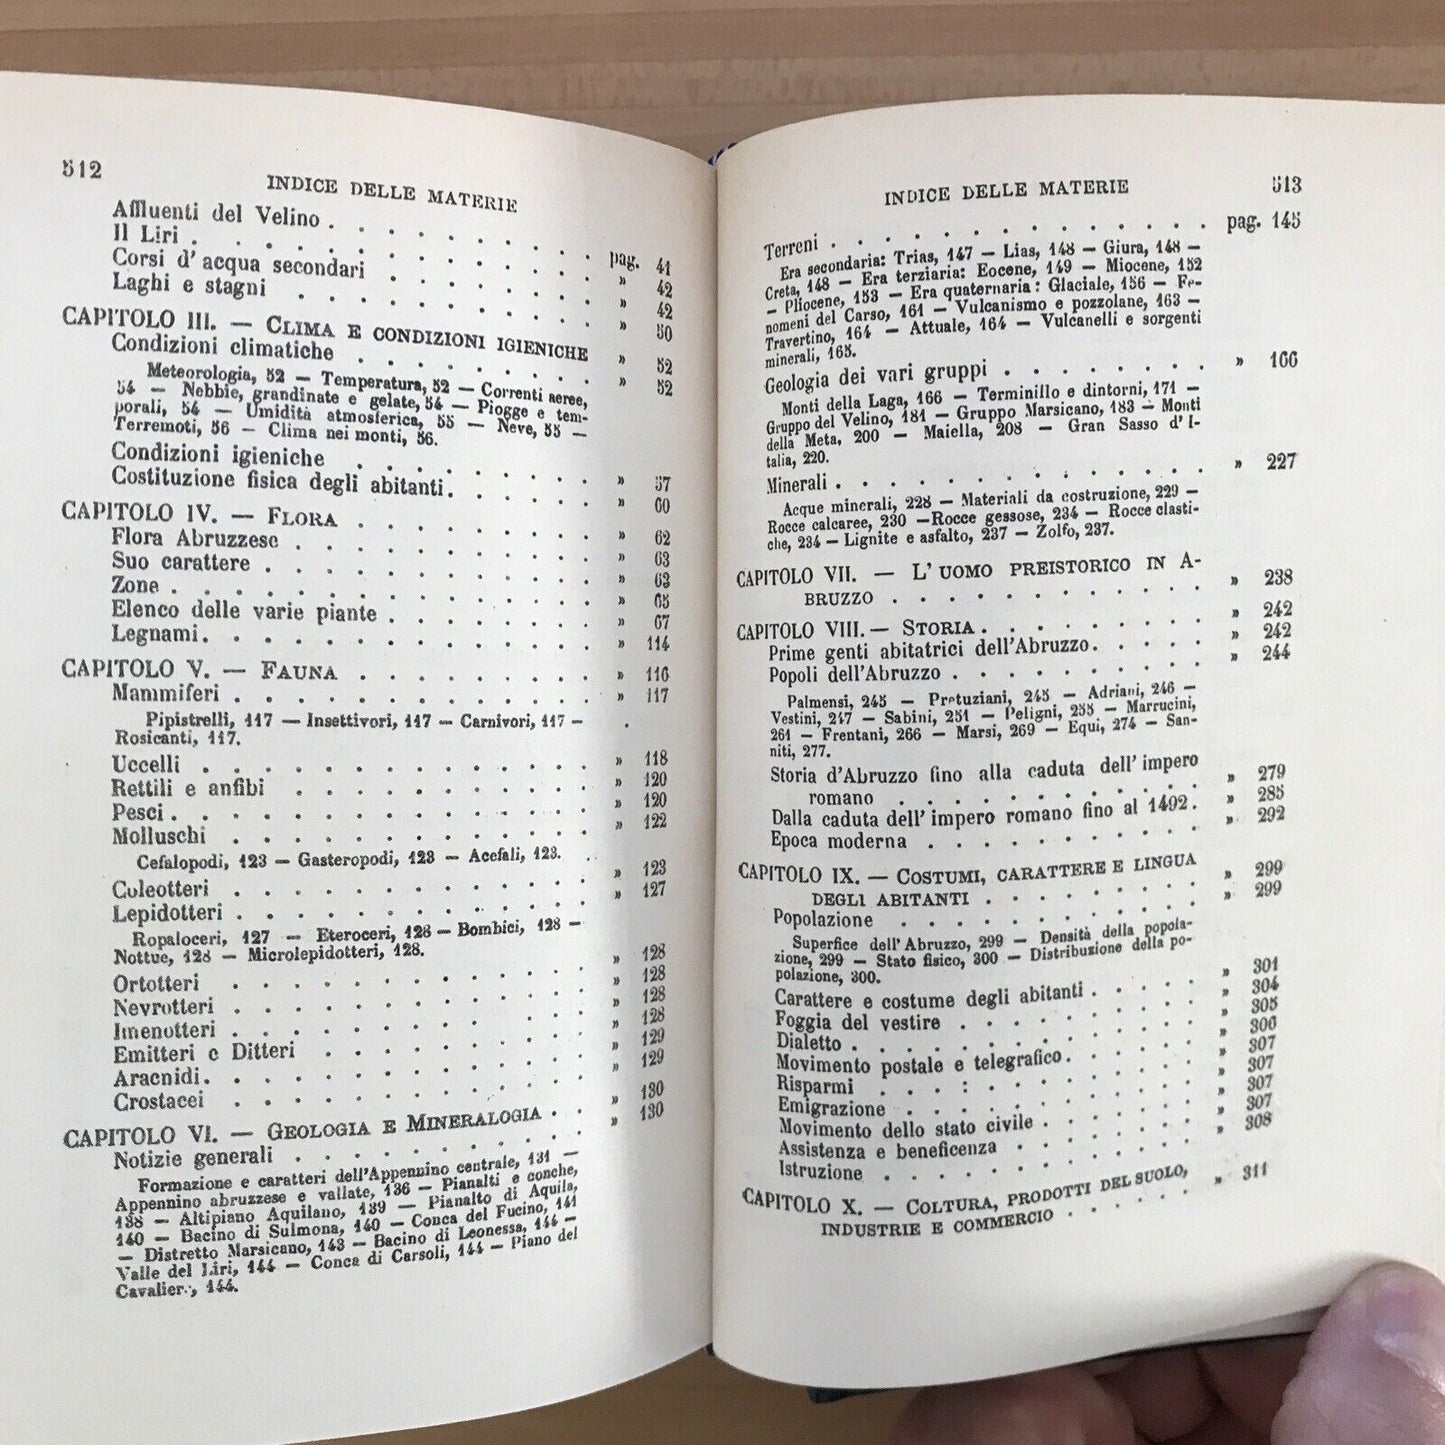 512
INDICE DELLE MATERIE
Affluenti del Velino . . . . . . . . pag. 41
Il Liri . . . . . . . . . . . » 42
Corsi d'acqua secondari . . . . . . . » 42
Laghi e stagni . . . . . . . . . » 50
CAPITOLO III. — CLIMA E CONDIZIONI IGIENICHE » 52
Condizioni climatiche . . . . . . . » 52
Meteorologia, 52 — Temperatura, 52 — Correnti aeree,
54 — Nebbie, grandinate e gelate, 54 — Piogge e tem-
porali, 54 — Umidità atmosferica, 55 — Neve, 55 —
Terremoti, 56 — Clima nei monti, 56.
Condizioni igieniche . . . . . . . » 57
Costituzione fisica degli abitanti. . . . . » 60
CAPITOLO IV. — FLORA . . . . . . . » 62
Flora Abruzzese . . . . . . . . . » 63
Suo carattere . . . . . . . . . . » 63
Zone . . . . . . . . . . . . » 65
Elenco delle varie piante . . . . . . » 67
Legnami. . . . . . . . . . . . » 114
CAPITOLO V. — FAUNA . . . . . . . » 116
Mammiferi . . . . . . . . . . . » 117
Pipistrelli, 117 — Insettivori, 117 — Carnivori, 117 —
Rosicanti, 117.
Uccelli . . . . . . . . . . . . » 118
Rettili e anfibi . . . . . . . . . » 120
Pesci . . . . . . . . . . . . » 120
Molluschi . . . . . . . . . . . » 122
Cefalopodi, 123 — Gasteropodi, 123 — Acefali, 123.
Coleotteri . . . . . . . . . . . » 123
Lepidotteri . . . . . . . . . . . » 127
Ropaloceri, 127 — Eteroceri, 128 — Bombici, 128 —
Nottue, 128 — Microlepidotteri, 128.
Ortotteri . . . . . . . . . . . » 128
Nevrotteri . . . . . . . . . . . » 128
Imenotteri . . . . . . . . . . . » 128
Emitteri e Ditteri . . . . . . . . » 128
Aracnidi. . . . . . . . . . . . » 129
Crostacei . . . . . . . . . . . » 129
CAPITOLO VI. — GEOLOGIA E MINERALOGIA . . » 130
Notizie generali . . . . . . . . . » 130
Formazione e caratteri dell'Appennino centrale, 131 —
Appennino abruzzese e vallate, 136 — Pianalti e conche,
138 — Altipiano Aquilano, 139 — Pianalto di Aquila,
140 — Bacino di Sulmona, 140 — Conca del Fucino, 141
— Distretto Marsicano, 143 — Bacino di Leonessa, 144 —
Valle del Liri, 144 — Conca di Carsoli, 144 — Piano del
Cavaliere, 144.
INDICE DELLE MATERIE
513
Terreni . . . . . . . . . . . pag. 145
Era secondaria: Trias, 147 — Lias, 148 — Giura, 148 —
Creta, 148 — Era terziaria: Eocene, 149 — Miocene, 152
— Pliocene, 153 — Era quaternaria: Glaciale, 156 — Fe-
nomeni del Carso, 161 — Vulcanismo e pozzolane, 163 —
Travertino, 164 — Attuale, 164 — Vulcanelli e sorgenti
minerali, 165.
Geologia dei vari gruppi . . . . . . . » 166
Monti della Laga, 166 — Terminillo e dintorni, 171 —
Gruppo del Velino, 181 — Gruppo Marsicano, 183 — Monti
della Meta, 200 — Maiella, 208 — Gran Sasso d'I-
talia, 220.
Minerali . . . . . . . . . . . » 227
Acque minerali, 228 — Materiali da costruzione, 229 —
Rocce calcaree, 230 — Rocce gessose, 234 — Rocce clasti-
che, 234 — Lignite e asfalto, 237 — Zolfo, 237.
CAPITOLO VII. — L'UOMO PREISTORICO IN A-
BRUZZO . . . . . . . . . . . » 238
CAPITOLO VIII. — STORIA . . . . . . . » 242
Prime genti abitatrici dell'Abruzzo. . . . . » 242
Popoli dell'Abruzzo . . . . . . . . » 244
Palmensi, 245 — Pretuziani, 245 — Adriani, 246 —
Vestini, 247 — Sabini, 251 — Peligni, 255 — Marrucini,
261 — Frentani, 266 — Marsi, 269 — Equi, 274 — San-
niti, 277.
Storia d'Abruzzo fino alla caduta dell'impero
romano . . . . . . . . . . . » 279
Dalla caduta dell'impero romano fino al 1492. » 285
Epoca moderna . . . . . . . . . » 292
CAPITOLO IX. — COSTUMI, CARATTERE E LINGUA
DEGLI ABITANTI . . . . . . . . » 299
Popolazione . . . . . . . . . . » 299
Superfice dell'Abruzzo, 299 — Densità della popola-
zione, 299 — Stato fisico, 300 — Distribuzione della po-
polazione, 300.
Carattere e costume degli abitanti . . . . . » 301
Foggia del vestire . . . . . . . . » 304
Dialetto . . . . . . . . . . . » 305
Movimento postale e telegrafico. . . . . . » 306
Risparmi . . . . . . . . . . . » 307
Emigrazione . . . . . . . . . . » 307
Movimento dello stato civile . . . . . . » 307
Assistenza e beneficenza . . . . . . . » 307
Istruzione . . . . . . . . . . . » 308
CAPITOLO X. — COLTURA, PRODOTTI DEL SUOLO,
INDUSTRIE E COMMERCIO . . . . . . » 311